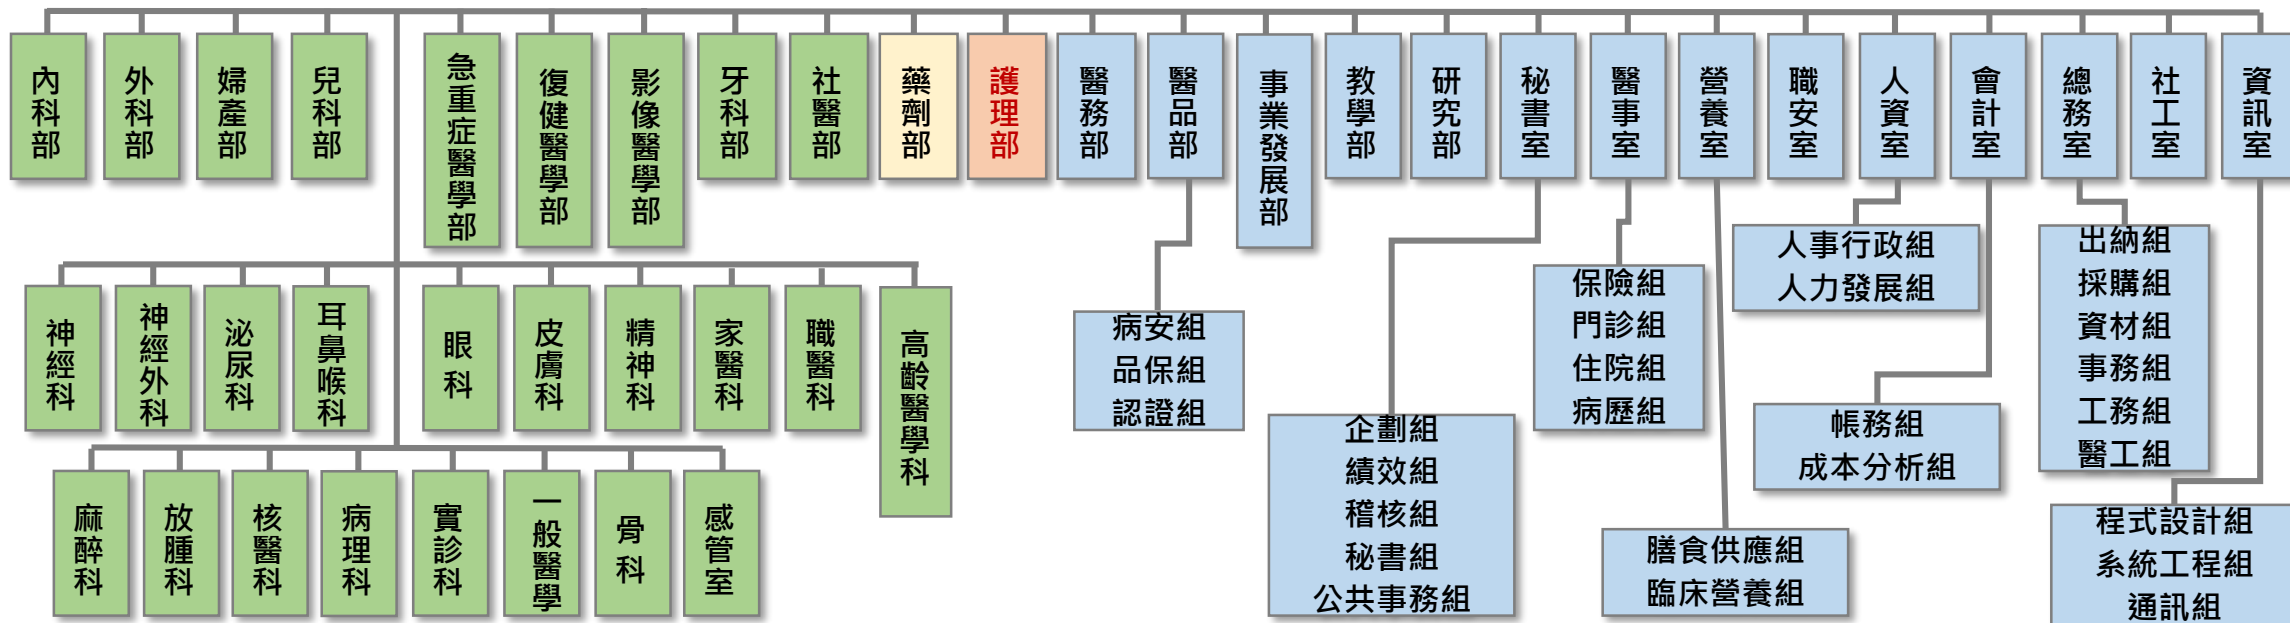 內科部
外科部
婦產部
兒科部
急重症醫學部
復健醫學部
影像醫學部
牙科部
社醫部
藥劑部
護理部
醫務部
醫品部
事業發展部
教學部
研究部
秘書室
醫事室
營養室
職安室
人資室
會計室
總務室
社工室
資訊室
神經科
神經外科
泌尿科
耳鼻喉科
眼科
皮膚科
精神科
家醫科
職醫科
高齡醫學科
麻醉科
放腫科
核醫科
病理科
實診科
一般醫學
骨科
感管室
病安組
品保組
認證組
企劃組
績效組
稽核組
秘書組
公共事務組
保險組
門診組
住院組
病歷組
膳食供應組
臨床營養組
人事行政組
人力發展組
帳務組
成本分析組
出納組
採購組
資材組
事務組
工務組
醫工組
程式設計組
系統工程組
通訊組